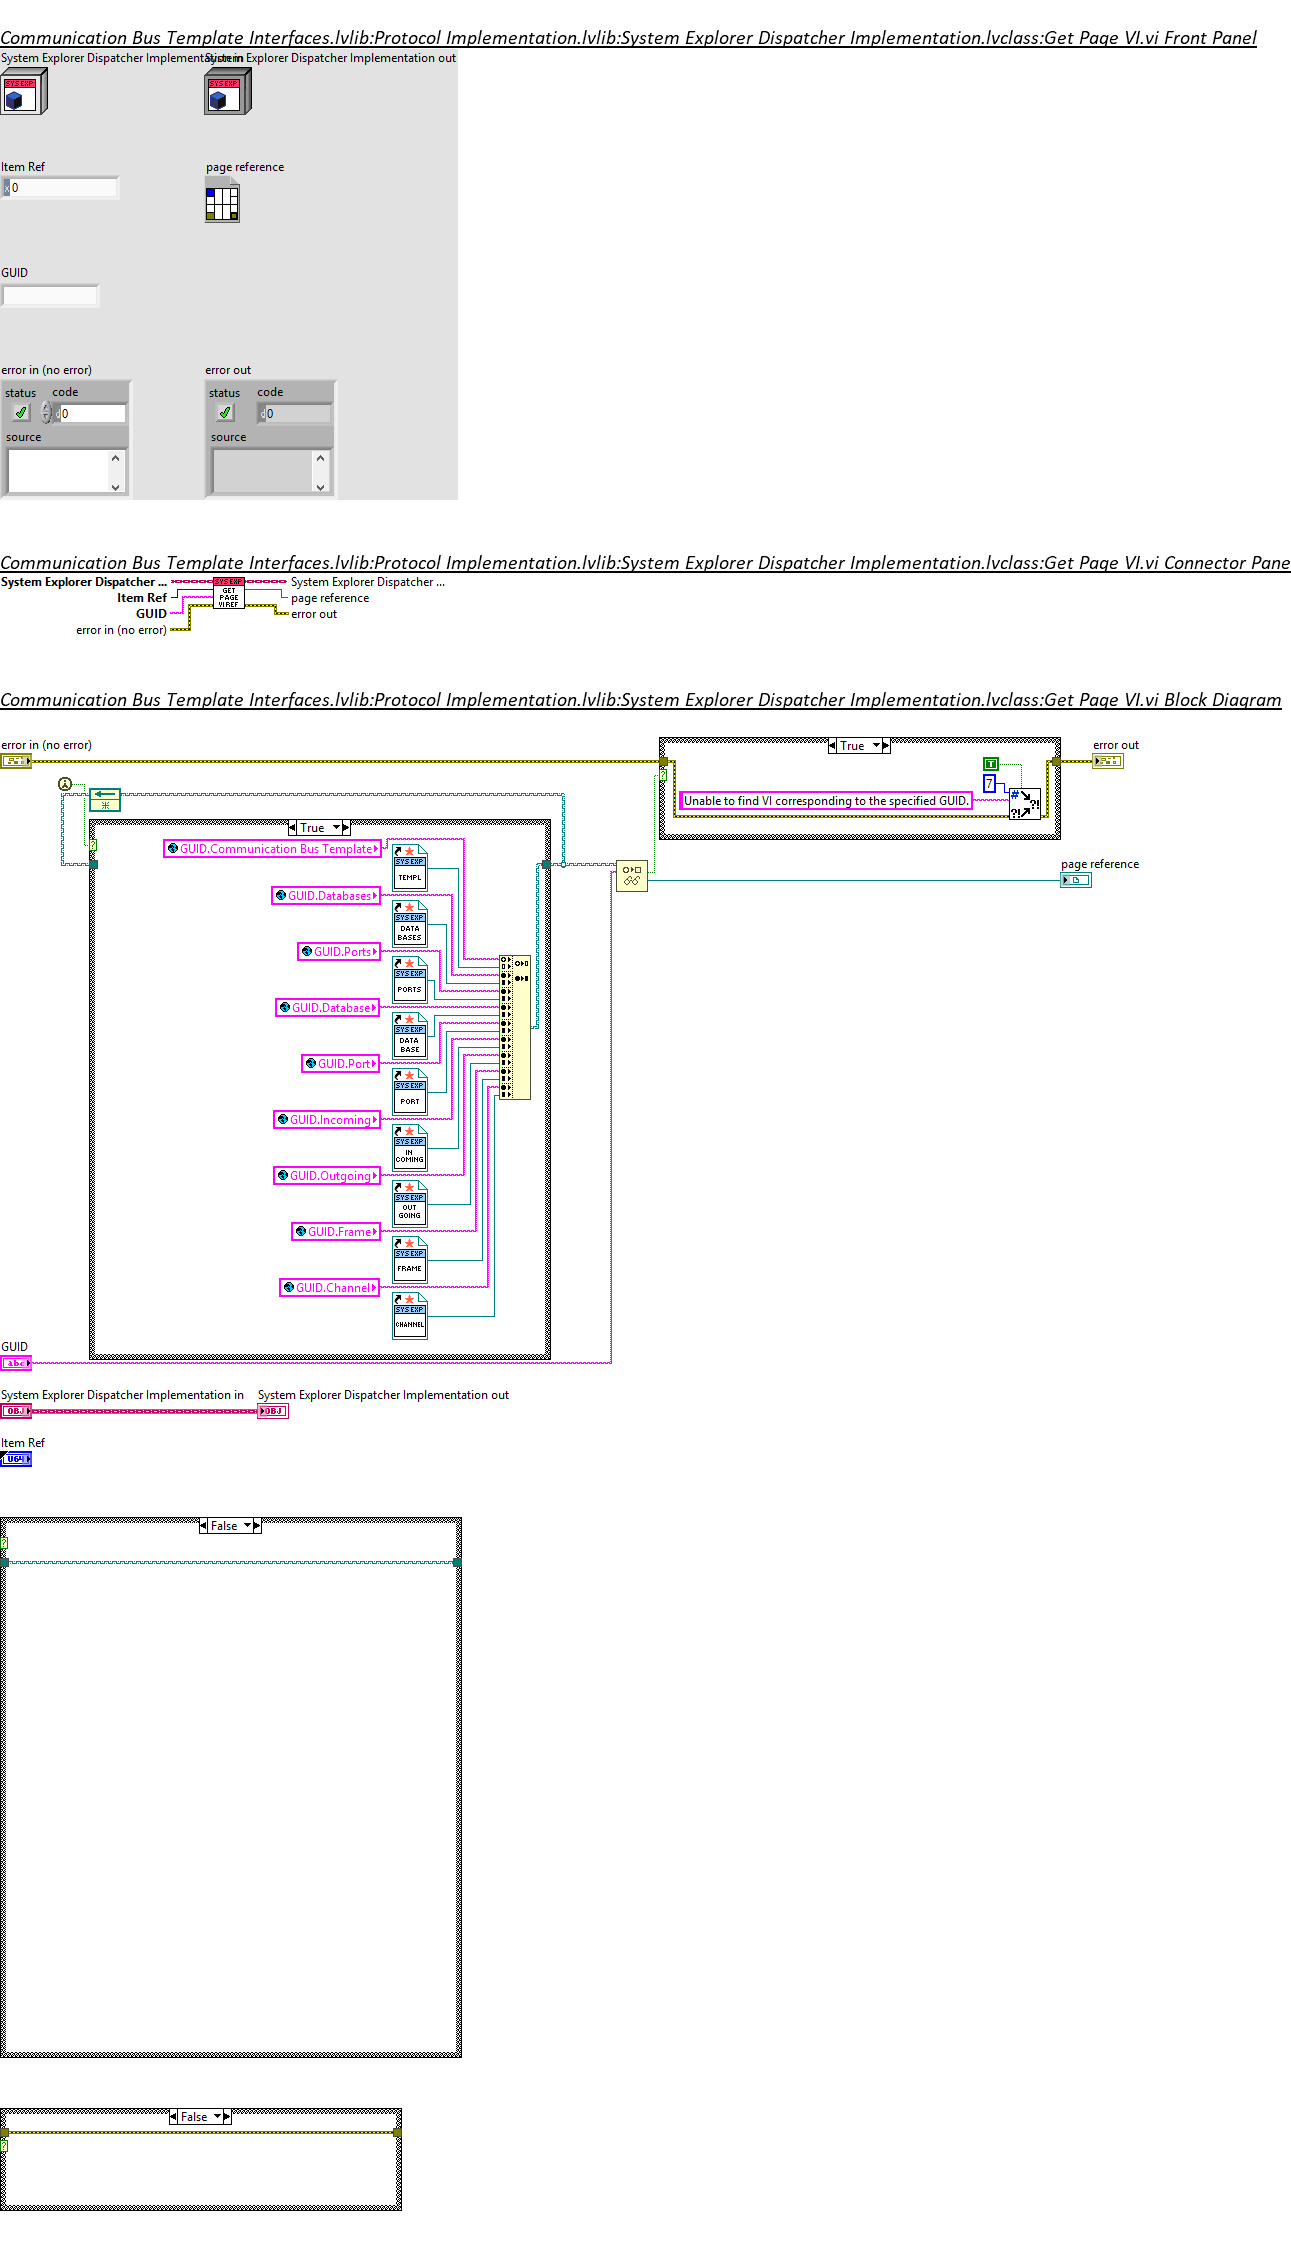 Communication Bus Template Interfaces.lvlib:Protocol Implementation.lvlib:System Explorer Dispatcher Implementation.lvclass:Get Page VI.vi Front Panel
System Explorer Dispatcher Implementation in
System Explorer Dispatcher Implementation out
SYS EXP
SYS EXP
Item Ref
page reference
x 0
GUID
error in (no error)
error out
status
code
status
code
d 0
d 0
source
source
Communication Bus Template Interfaces.lvlib:Protocol Implementation.lvlib:System Explorer Dispatcher Implementation.lvclass:Get Page VI.vi Connector Pane
System Explorer Dispatcher ...
SYS EXP
System Explorer Dispatcher ...
Item Ref
GET PAGE VI REF
page reference
GUID
error out
error in (no error)
Communication Bus Template Interfaces.lvlib:Protocol Implementation.lvlib:System Explorer Dispatcher Implementation.lvclass:Get Page VI.vi Block Diagram
error in (no error)
True
error out
T
7
#
Unable to find VI corresponding to the specified GUID.
?!
?!
?
True
?
GUID.Communication Bus Template
SYS EXP
TEMPL
page reference
GUID.Databases
SYS EXP
DATA
BASES
GUID.Ports
SYS EXP
PORTS
GUID.Database
SYS EXP
DATA
BASE
GUID.Port
SYS EXP
PORT
GUID.Incoming
SYS EXP
IN
COMING
GUID.Outgoing
SYS EXP
OUT
GOING
GUID.Frame
SYS EXP
FRAME
GUID.Channel
SYS EXP
CHANNEL
GUID
abc
System Explorer Dispatcher Implementation in
System Explorer Dispatcher Implementation out
OBJ
OBJ
Item Ref
U64
False
?
False
?